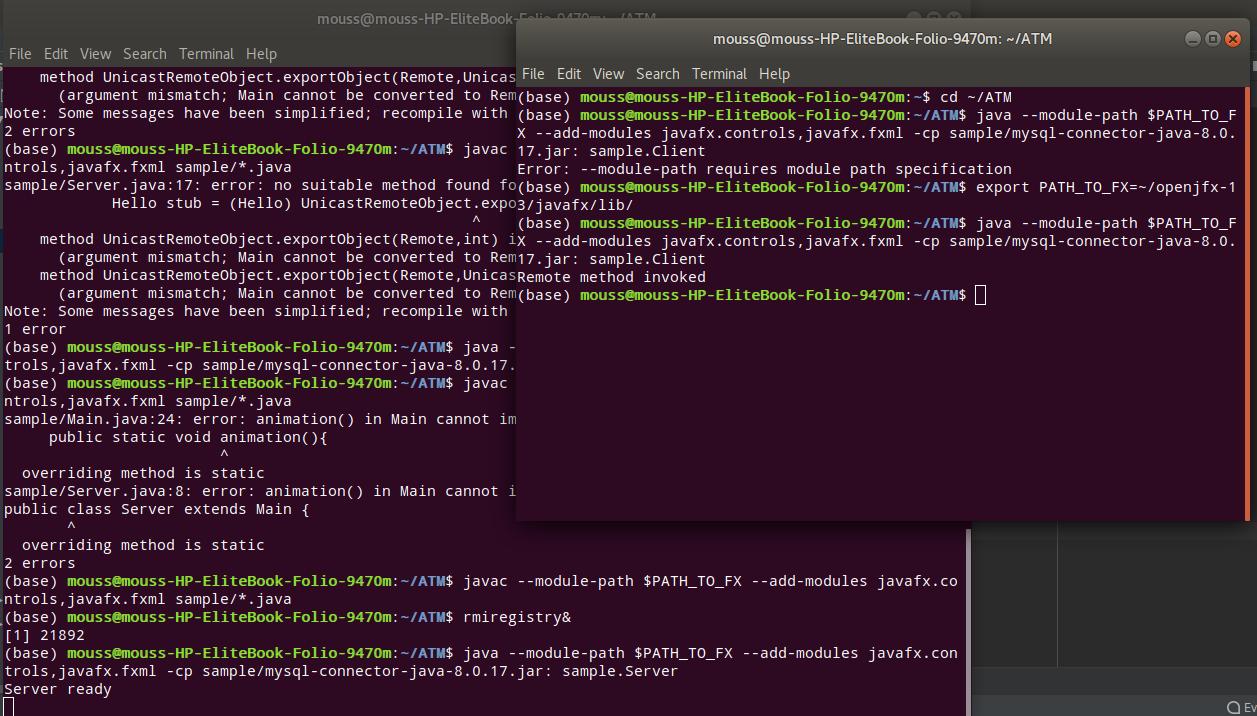 mouss@mouss-HP-EliteBook-Folio-9470m: ~/ATM
File Edit View Search Terminal Help
    method UnicastRemoteObject.exportObject(Remote,Unicas
      (argument mismatch; Main cannot be converted to Rem
Note: Some messages have been simplified; recompile with
2 errors
(base) mouss@mouss-HP-EliteBook-Folio-9470m:~/ATM$ javac
ntrols,javafx.fxml sample/*.java
sample/Server.java:17: error: no suitable method found fo
            Hello stub = (Hello) UnicastRemoteObject.expo
                                                    ^
    method UnicastRemoteObject.exportObject(Remote,int) i
      (argument mismatch; Main cannot be converted to Rem
    method UnicastRemoteObject.exportObject(Remote,Unicas
      (argument mismatch; Main cannot be converted to Rem
Note: Some messages have been simplified; recompile with
1 error
(base) mouss@mouss-HP-EliteBook-Folio-9470m:~/ATM$ java -
trols,javafx.fxml -cp sample/mysql-connector-java-8.0.17.
(base) mouss@mouss-HP-EliteBook-Folio-9470m:~/ATM$ javac
ntrols,javafx.fxml sample/*.java
sample/Main.java:24: error: animation() in Main cannot im
     public static void animation(){
                        ^
  overriding method is static
sample/Server.java:8: error: animation() in Main cannot i
public class Server extends Main {
       ^
  overriding method is static
2 errors
(base) mouss@mouss-HP-EliteBook-Folio-9470m:~/ATM$ javac --module-path $PATH_TO_FX --add-modules javafx.co
ntrols,javafx.fxml sample/*.java
(base) mouss@mouss-HP-EliteBook-Folio-9470m:~/ATM$ rmiregistry&
[1] 21892
(base) mouss@mouss-HP-EliteBook-Folio-9470m:~/ATM$ java --module-path $PATH_TO_FX --add-modules javafx.con
trols,javafx.fxml -cp sample/mysql-connector-java-8.0.17.jar: sample.Server
Server ready
mouss@mouss-HP-EliteBook-Folio-9470m: ~/ATM
File Edit View Search Terminal Help
(base) mouss@mouss-HP-EliteBook-Folio-9470m:~$ cd ~/ATM
(base) mouss@mouss-HP-EliteBook-Folio-9470m:~/ATM$ java --module-path $PATH_TO_F
X --add-modules javafx.controls,javafx.fxml -cp sample/mysql-connector-java-8.0.
17.jar: sample.Client
Error: --module-path requires module path specification
(base) mouss@mouss-HP-EliteBook-Folio-9470m:~/ATM$ export PATH_TO_FX=~/openjfx-1
3/javafx/lib/
(base) mouss@mouss-HP-EliteBook-Folio-9470m:~/ATM$ java --module-path $PATH_TO_F
X --add-modules javafx.controls,javafx.fxml -cp sample/mysql-connector-java-8.0.
17.jar: sample.Client
Remote method invoked
(base) mouss@mouss-HP-EliteBook-Folio-9470m:~/ATM$
Ev